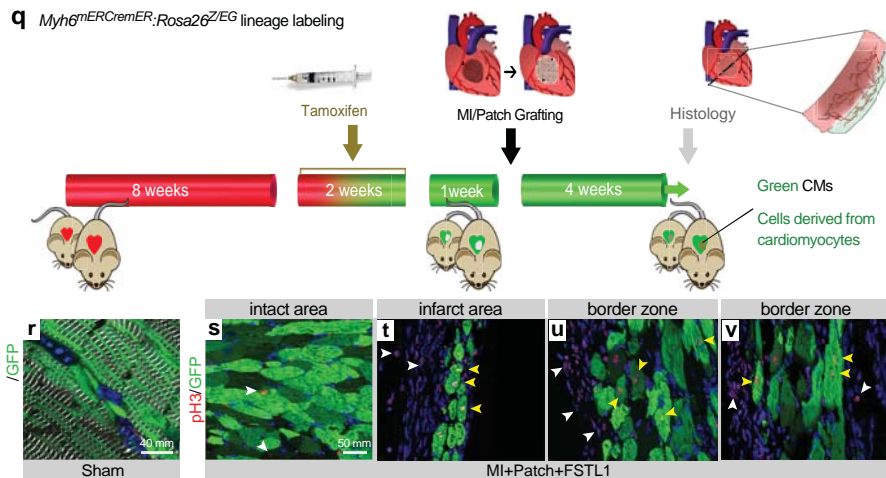 q Myh6mERCremER:Rosa26Z/EG lineage labeling
Tamoxifen
MI/Patch Grafting
Histology
8 weeks
2 weeks
1week
4 weeks
Green CMs
Cells derived from
cardiomyocytes
intact area
infarct area
border zone
border zone
r
s
t
u
v
/GFP
pH3/GFP
40 mm
50 mm
Sham
MI+Patch+FSTL1